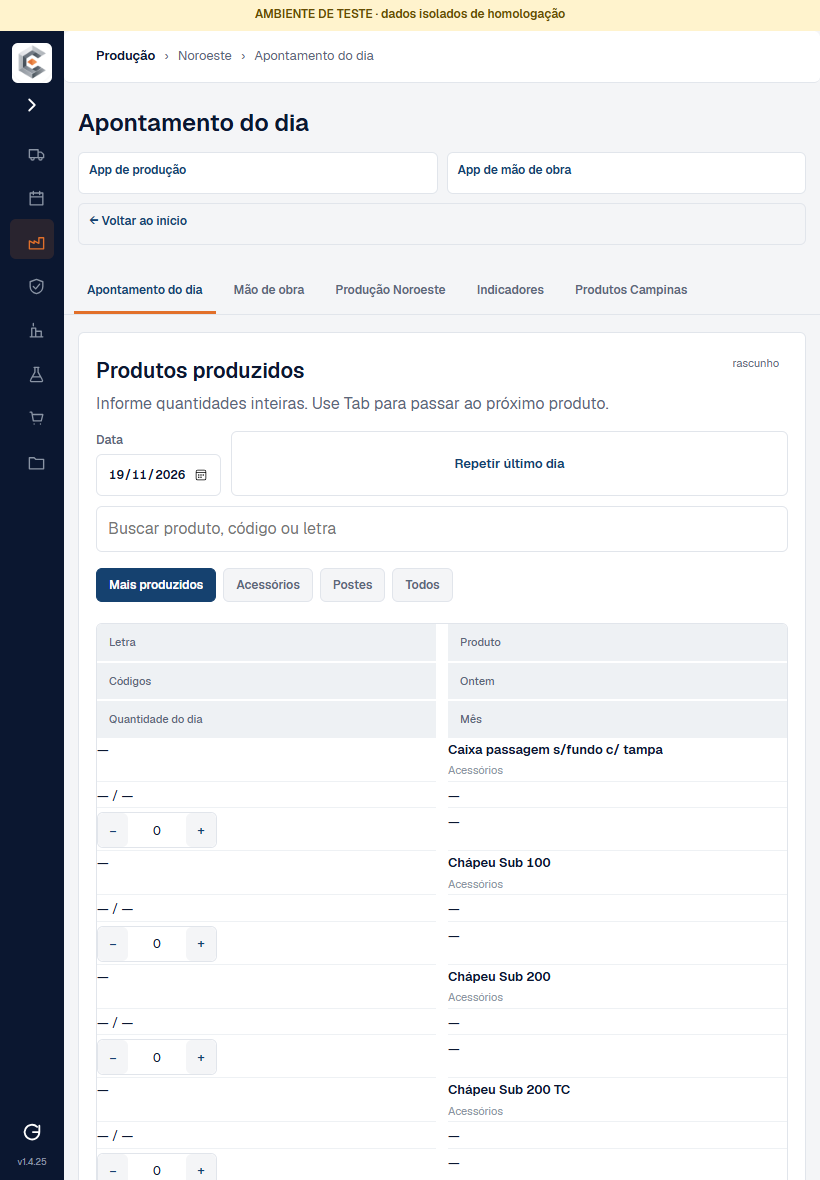 AMBIENTE DE TESTE · dados isolados de homologação
Produção › Noroeste › Apontamento do dia
Apontamento do dia
App de produção
App de mão de obra
← Voltar ao início
Apontamento do dia Mão de obra Produção Noroeste Indicadores Produtos Campinas
Produtos produzidos
rascunho
Informe quantidades inteiras. Use Tab para passar ao próximo produto.
Data
19/11/2026
Repetir último dia
Buscar produto, código ou letra
Mais produzidos Acessórios Postes Todos
Letra Produto
Códigos Ontem
Quantidade do dia Mês
— Caixa passagem s/fundo c/ tampa
Acessórios
— / — —
− 0 + —
— Chápeu Sub 100
Acessórios
— / — —
− 0 + —
— Chápeu Sub 200
Acessórios
— / — —
− 0 + —
— Chápeu Sub 200 TC
Acessórios
— / — —
− 0 + —
v1.4.25